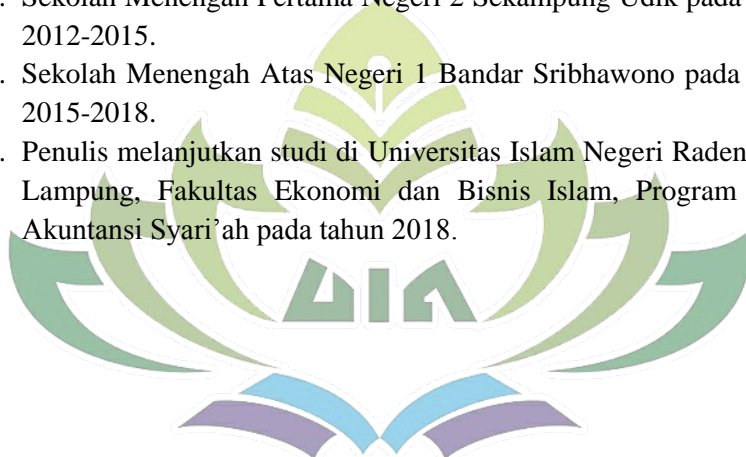 . Sekolah Menengah Pertama Negeri 2 Sekampung Udik pada
2012-2015.
. Sekolah Menengah Atas Negeri 1 Bandar Sribhawono pada
2015-2018.
. Penulis melanjutkan studi di Universitas Islam Negeri Raden
Lampung, Fakultas Ekonomi dan Bisnis Islam, Program
Akuntansi Syari’ah pada tahun 2018.
UIN